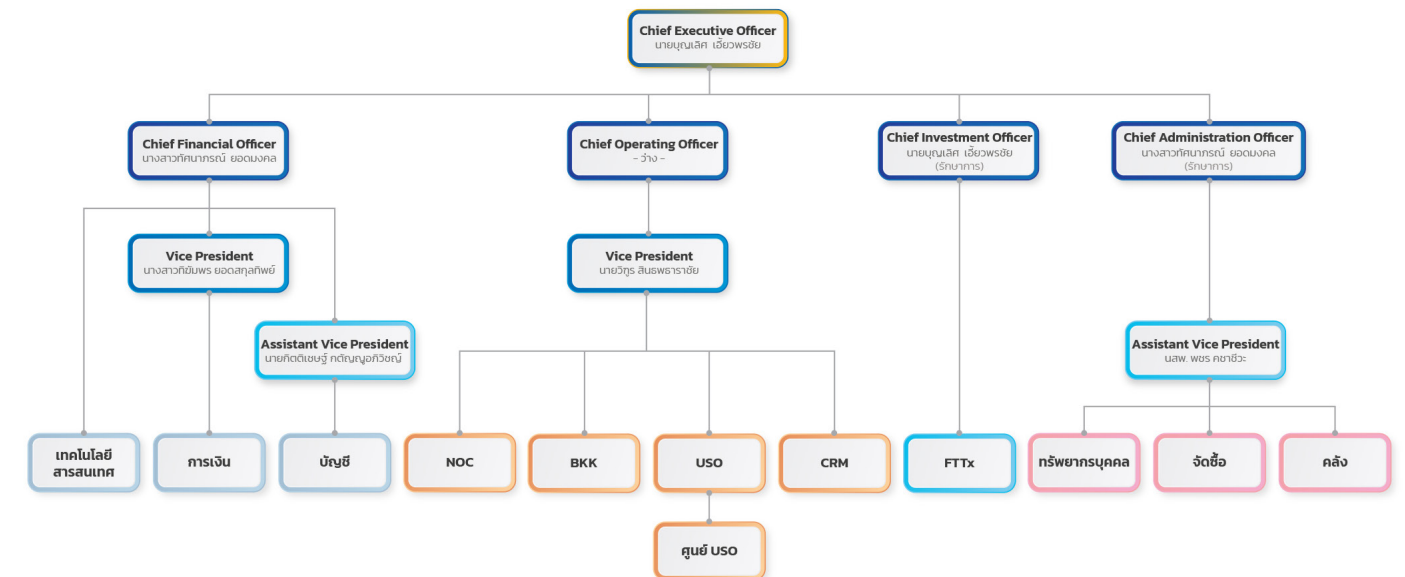 Chief Executive Officer
นายบุญเลิศ เอี้ยวพรชัย
Chief Financial Officer
นางสาวทัศนาภรณ์ ยอดมงคล
Chief Operating Officer
- ว่าง -
Chief Investment Officer
นายบุญเลิศ เอี้ยวพรชัย
(รักษาการ)
Chief Administration Officer
นางสาวทัศนาภรณ์ ยอดมงคล
(รักษาการ)
Vice President
นางสาวทิฆัมพร ยอดสกุลทิพย์
Vice President
นายวิฑูร สินธพธาราชัย
Assistant Vice President
นายกิตติเชษฐ์ กตัญญูอภิวิชญ์
Assistant Vice President
นสพ. พชร คชาชีวะ
เทคโนโลยี
สารสนเทศ
การเงิน
บัญชี
NOC
BKK
USO
CRM
FTTx
ทรัพยากรบุคคล
จัดซื้อ
คลัง
ศูนย์ USO